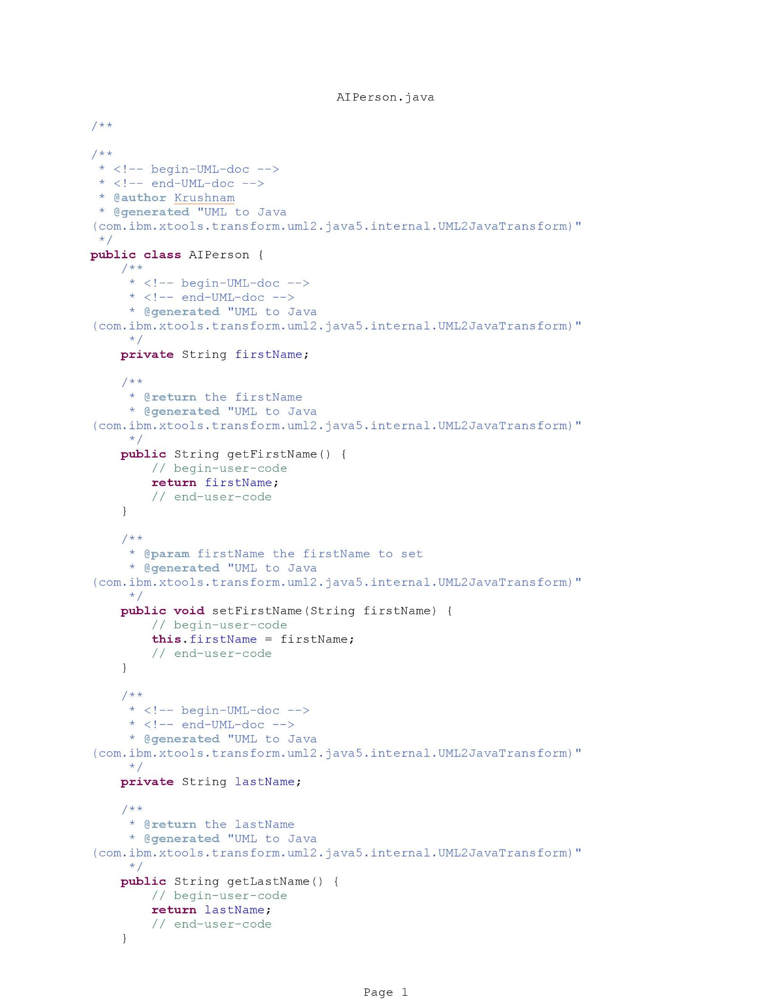 AIPerson.java
/**
/**
 * <!-- begin-UML-doc -->
 * <!-- end-UML-doc -->
 * @author Krushnam
 * @generated "UML to Java
(com.ibm.xtools.transform.uml2.java5.internal.UML2JavaTransform)"
 */
public class AIPerson {
    /**
     * <!-- begin-UML-doc -->
     * <!-- end-UML-doc -->
     * @generated "UML to Java
(com.ibm.xtools.transform.uml2.java5.internal.UML2JavaTransform)"
     */
    private String firstName;
    /**
     * @return the firstName
     * @generated "UML to Java
(com.ibm.xtools.transform.uml2.java5.internal.UML2JavaTransform)"
     */
    public String getFirstName() {
        // begin-user-code
        return firstName;
        // end-user-code
    }
    /**
     * @param firstName the firstName to set
     * @generated "UML to Java
(com.ibm.xtools.transform.uml2.java5.internal.UML2JavaTransform)"
     */
    public void setFirstName(String firstName) {
        // begin-user-code
        this.firstName = firstName;
        // end-user-code
    }
    /**
     * <!-- begin-UML-doc -->
     * <!-- end-UML-doc -->
     * @generated "UML to Java
(com.ibm.xtools.transform.uml2.java5.internal.UML2JavaTransform)"
     */
    private String lastName;
    /**
     * @return the lastName
     * @generated "UML to Java
(com.ibm.xtools.transform.uml2.java5.internal.UML2JavaTransform)"
     */
    public String getLastName() {
        // begin-user-code
        return lastName;
        // end-user-code
    }
Page 1